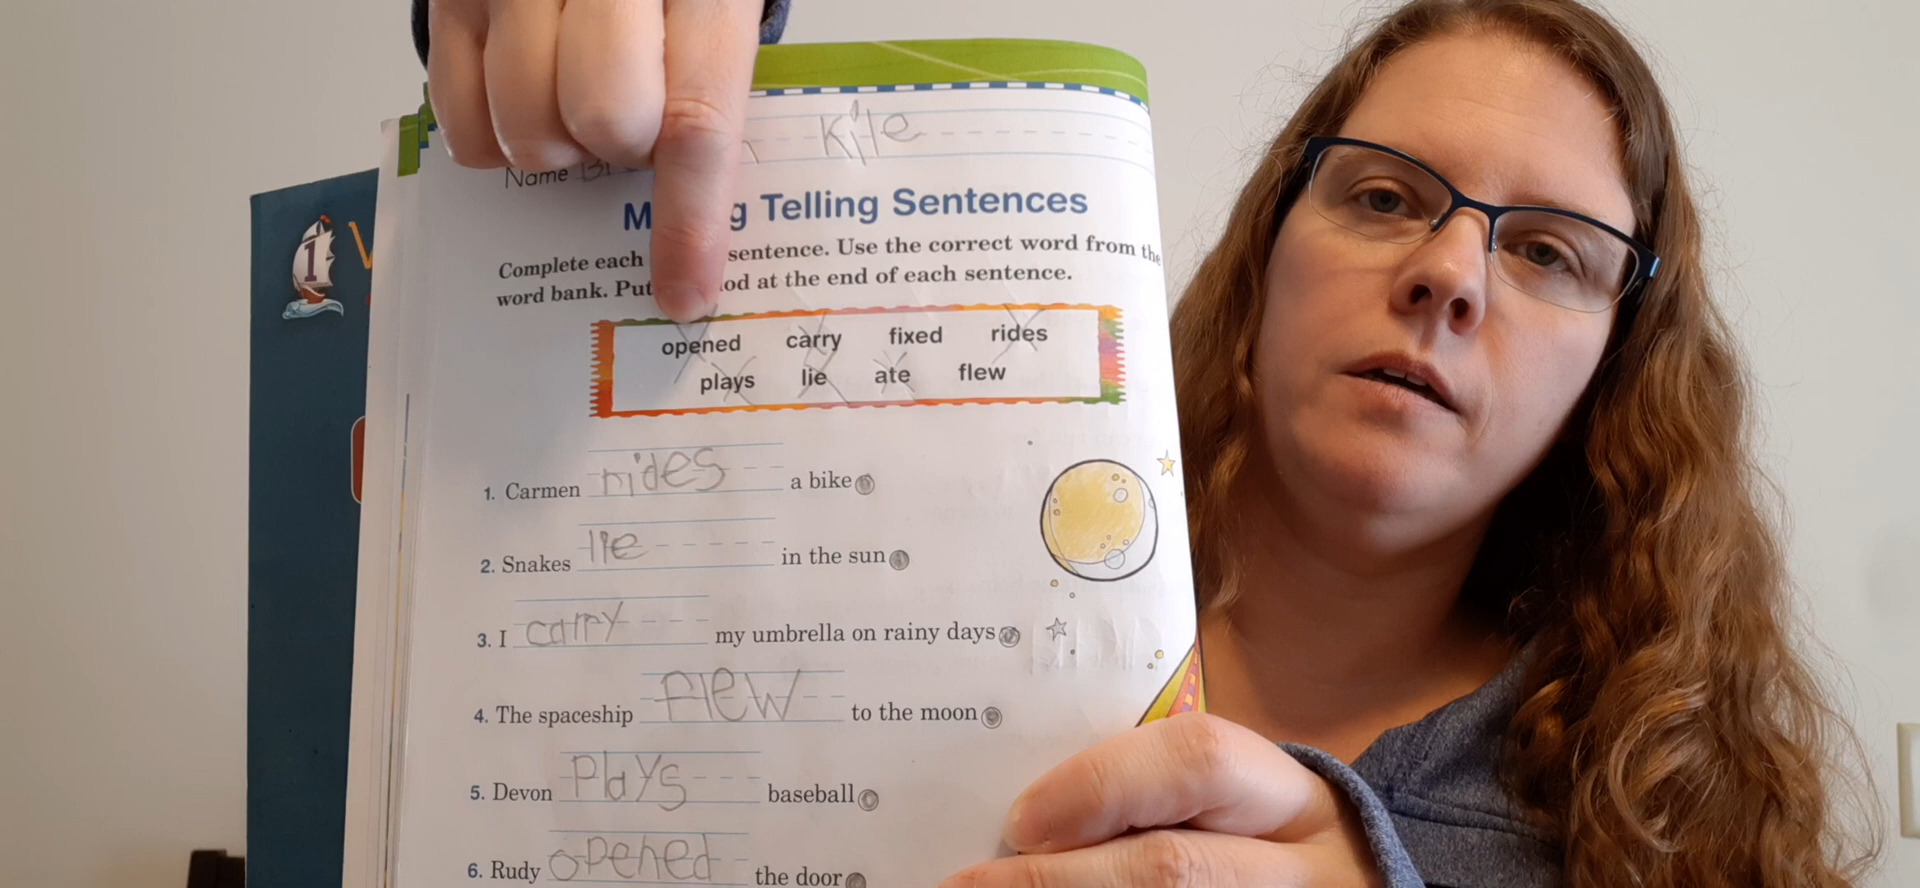 Kile
Name
Telling Sentences
Complete each sentence. Use the correct word from the
word bank. Put at the end of each sentence.
opened carry fixed rides
plays lie ate flew
1. Carmen rides a bike
2. Snakes lie in the sun
3. I carry my umbrella on rainy days
4. The spaceship flew to the moon
5. Devon plays baseball
6. Rudy opened the door
1